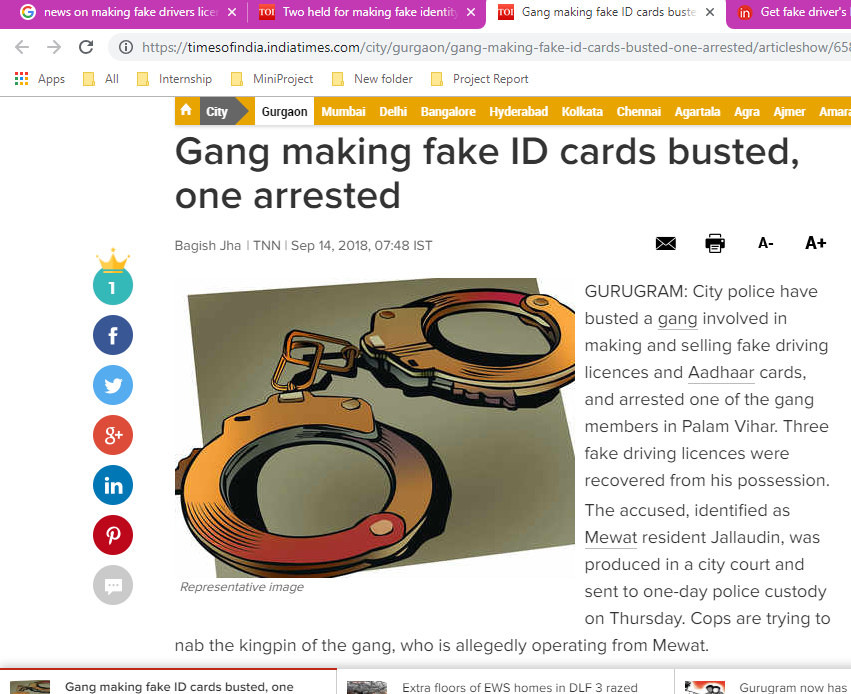 news on making fake drivers lice
TOI Two held for making fake identity
TOI Gang making fake ID cards buste
in Get fake driver's
https://timesofindia.indiatimes.com/city/gurgaon/gang-making-fake-id-cards-busted-one-arrested/articleshow/658
Apps All Internship MiniProject New folder Project Report
City Gurgaon Mumbai Delhi Bangalore Hyderabad Kolkata Chennai Agartala Agra Ajmer Amara
Gang making fake ID cards busted,
one arrested
Bagish Jha | TNN | Sep 14, 2018, 07:48 IST
A- A+
1
f
g+
in
GURUGRAM: City police have
busted a gang involved in
making and selling fake driving
licences and Aadhaar cards,
and arrested one of the gang
members in Palam Vihar. Three
fake driving licences were
recovered from his possession.
The accused, identified as
Mewat resident Jallaudin, was
produced in a city court and
sent to one-day police custody
on Thursday. Cops are trying to
nab the kingpin of the gang, who is allegedly operating from Mewat.
Representative image
Gang making fake ID cards busted, one
Extra floors of EWS homes in DLF 3 razed
Gurugram now has